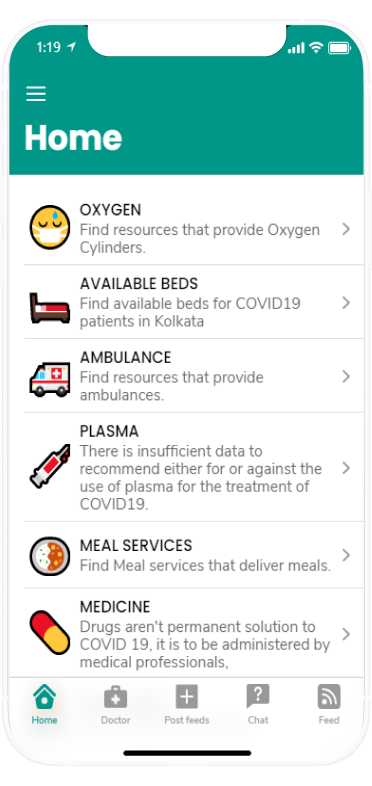 1:19
Home
OXYGEN
Find resources that provide Oxygen
Cylinders.
AVAILABLE BEDS
Find available beds for COVID19
patients in Kolkata
AMBULANCE
Find resources that provide
ambulances.
PLASMA
There is insufficient data to
recommend either for or against the
use of plasma for the treatment of
COVID19.
MEAL SERVICES
Find Meal services that deliver meals.
MEDICINE
Drugs aren't permanent solution to
COVID 19, it is to be administered by
medical professionals,
Home Doctor Post feeds Chat Feed